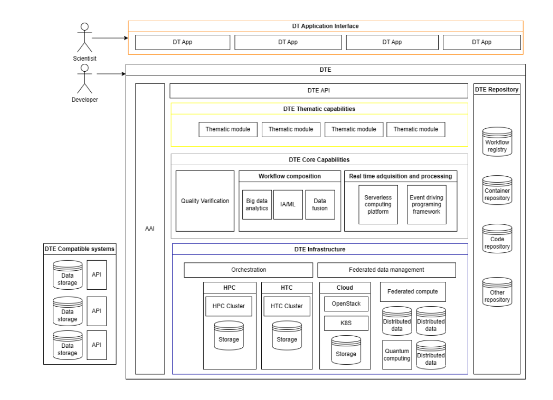 DT Application Interface
DT App
DT App
DT App
DT App
Scientisit
Developer
DTE
DTE API
DTE Repository
AAI
DTE Thematic capabilities
Thematic module
Thematic module
Thematic module
Thematic module
Workflow
registry
DTE Core Capabilities
Quality Verification
Workflow composition
Big data
analytics
IA/ML
Data
fusion
Real time adquisition and processing
Serverless
computing
platform
Event driving
programing
framework
Container
repository
Code
repository
Other
repository
DTE Compatible systems
Data
storage
API
Data
storage
API
Data
storage
API
DTE Infrastructure
Orchestration
Federated data management
HPC
HPC Cluster
Storage
HTC
HTC Cluster
Storage
Cloud
OpenStack
K8S
Storage
Federated compute
Distributed
data
Distributed
data
Quantum
computing
Distributed
data